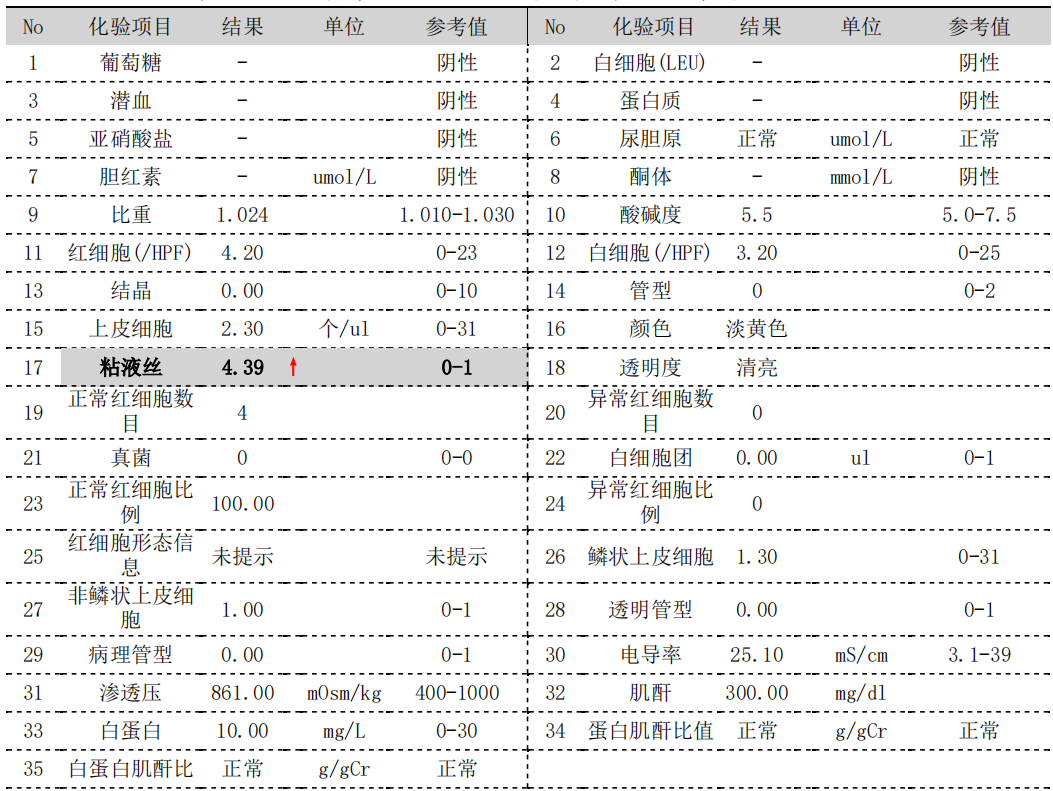 No 化验项目 结果 单位 参考值 No 化验项目 结果 单位 参考值
1 葡萄糖 - 阴性 2 白细胞(LEU) - 阴性
3 潜血 - 阴性 4 蛋白质 - 阴性
5 亚硝酸盐 - 阴性 6 尿胆原 正常 umol/L 正常
7 胆红素 - umol/L 阴性 8 酮体 - mmol/L 阴性
9 比重 1.024 1.010-1.030 10 酸碱度 5.5 5.0-7.5
11 红细胞(/HPF) 4.20 0-23 12 白细胞(/HPF) 3.20 0-25
13 结晶 0.00 0-10 14 管型 0 0-2
15 上皮细胞 2.30 个/ul 0-31 16 颜色 淡黄色
17 粘液丝 4.39 ↑ 0-1 18 透明度 清亮
19 正常红细胞数目 4 20 异常红细胞数目 0
21 真菌 0 0-0 22 白细胞团 0.00 ul 0-1
23 正常红细胞比例 100.00 24 异常红细胞比例 0
25 红细胞形态信息 未提示 未提示 26 鳞状上皮细胞 1.30 0-31
27 非鳞状上皮细胞 1.00 0-1 28 透明管型 0.00 0-1
29 病理管型 0.00 0-1 30 电导率 25.10 mS/cm 3.1-39
31 渗透压 861.00 mOsm/kg 400-1000 32 肌酐 300.00 mg/dl
33 白蛋白 10.00 mg/L 0-30 34 蛋白肌酐比值 正常 g/gCr 正常
35 白蛋白肌酐比 正常 g/gCr 正常